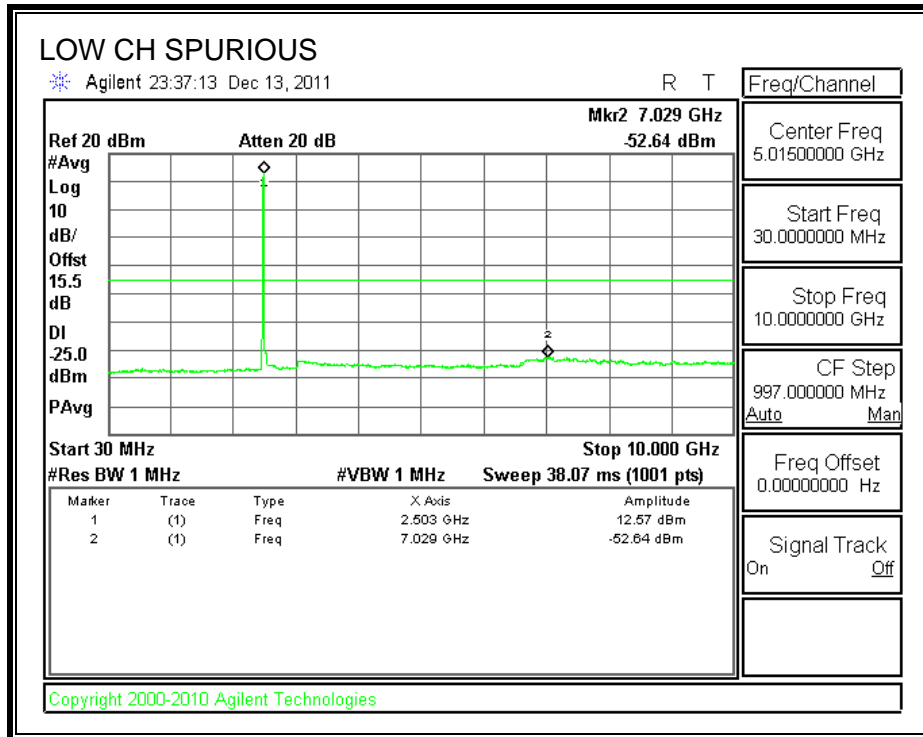 LOW CH SPURIOUS
Agilent 23:37:13 Dec 13, 2011 R T
Mkr2 7.029 GHz
Ref 20 dBm Atten 20 dB -52.64 dBm
#Avg
Log
10
dB/
Offst
15.5
dB
DI
-25.0
dBm
PAvg
1
2
Start 30 MHz Stop 10.000 GHz
#Res BW 1 MHz #VBW 1 MHz Sweep 38.07 ms (1001 pts)
Marker Trace Type X Axis Amplitude
1 (1) Freq 2.503 GHz 12.57 dBm
2 (1) Freq 7.029 GHz -52.64 dBm
Freq/Channel
Center Freq
5.01500000 GHz
Start Freq
30.0000000 MHz
Stop Freq
10.0000000 GHz
CF Step
997.000000 MHz
Auto Man
Freq Offset
0.00000000 Hz
Signal Track
On Off
Copyright 2000-2010 Agilent Technologies